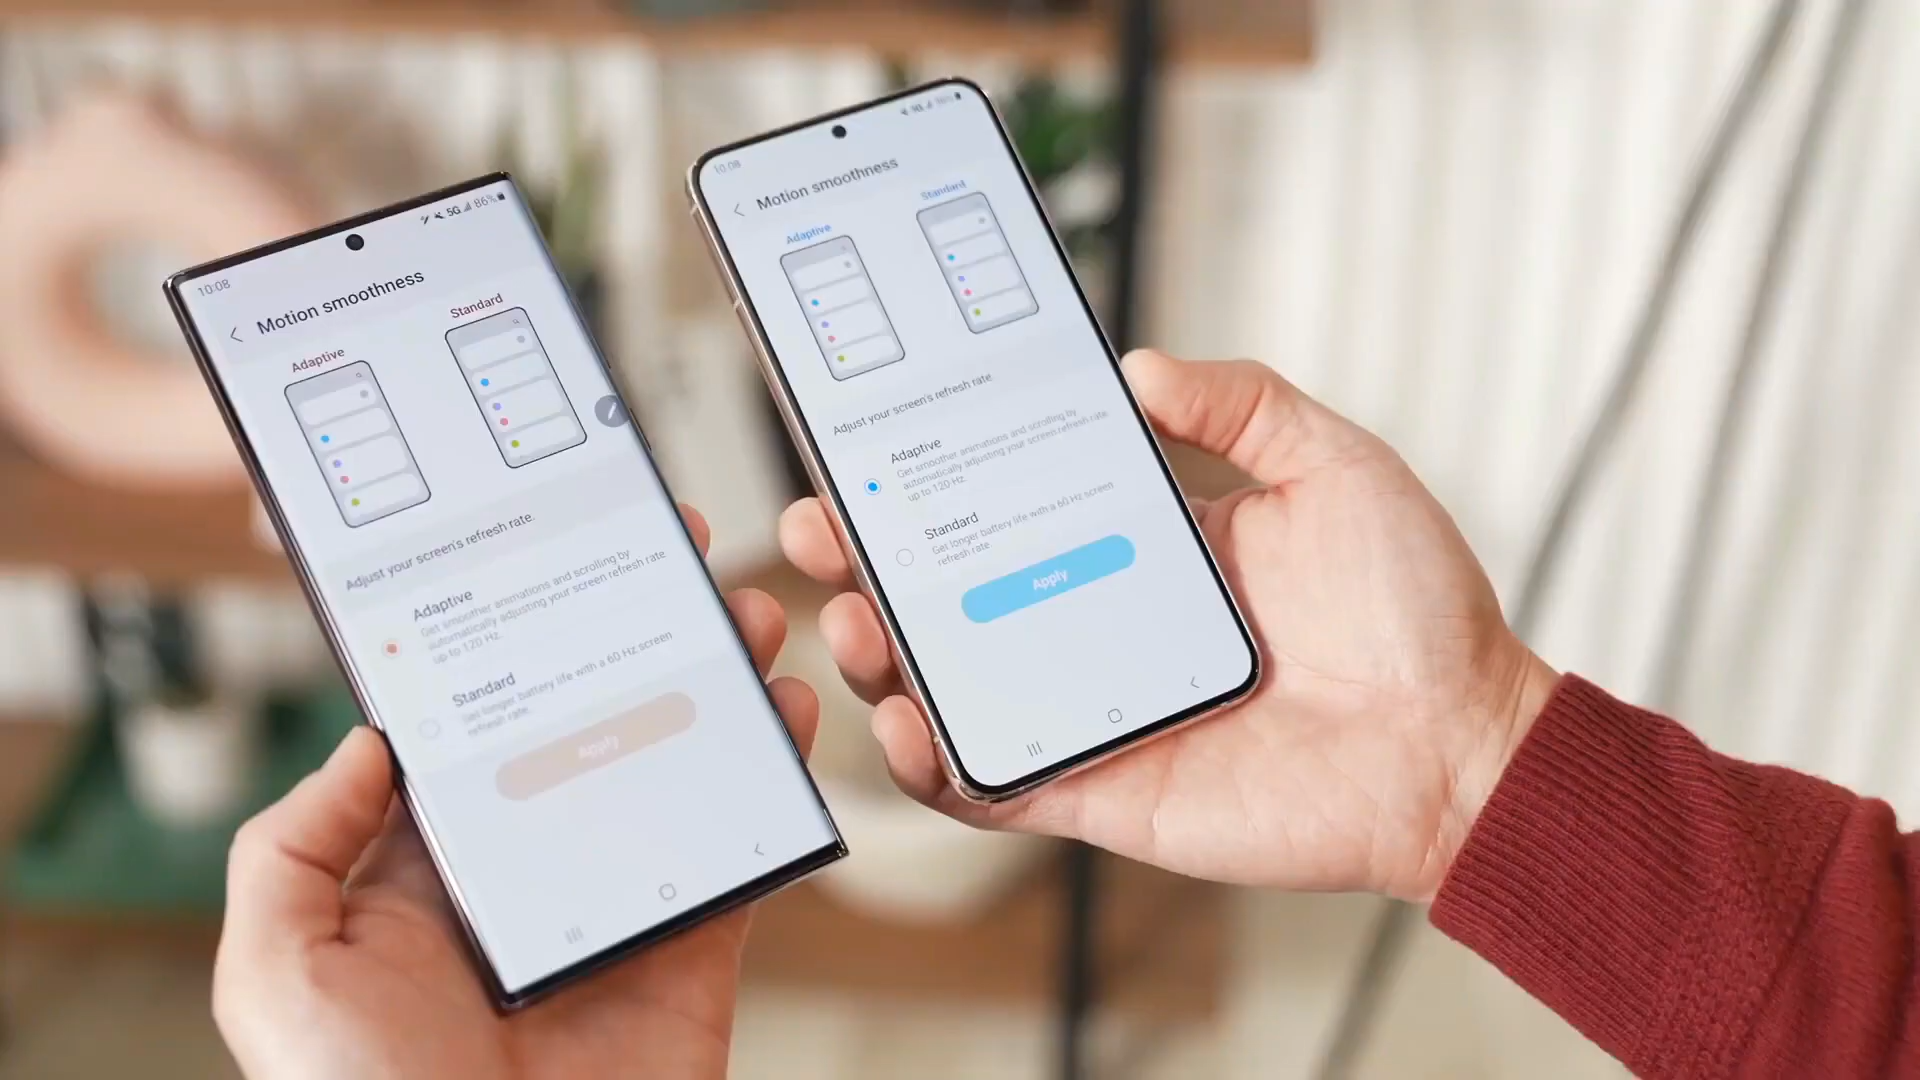 10:08
5G 86%
Motion smoothness
Adaptive
Standard
Adjust your screen's refresh rate.
Adaptive
Get smoother animations and scrolling by
automatically adjusting your screen refresh rate
up to 120 Hz.
Standard
Get longer battery life with a 60 Hz screen
refresh rate.
Apply
10:08
5G 86%
Motion smoothness
Adaptive
Standard
Adjust your screen's refresh rate.
Adaptive
Get smoother animations and scrolling by
automatically adjusting your screen refresh rate
up to 120 Hz.
Standard
Get longer battery life with a 60 Hz screen
refresh rate.
Apply